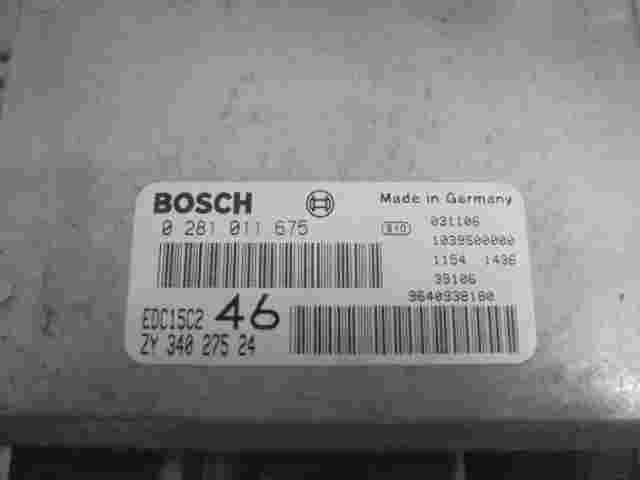 BOSCH
Made in Germany
0 281 011 675
031106
1039S00000
1154 1436
39106
9640938180
EDC15C2 46
ZY 340 275 24